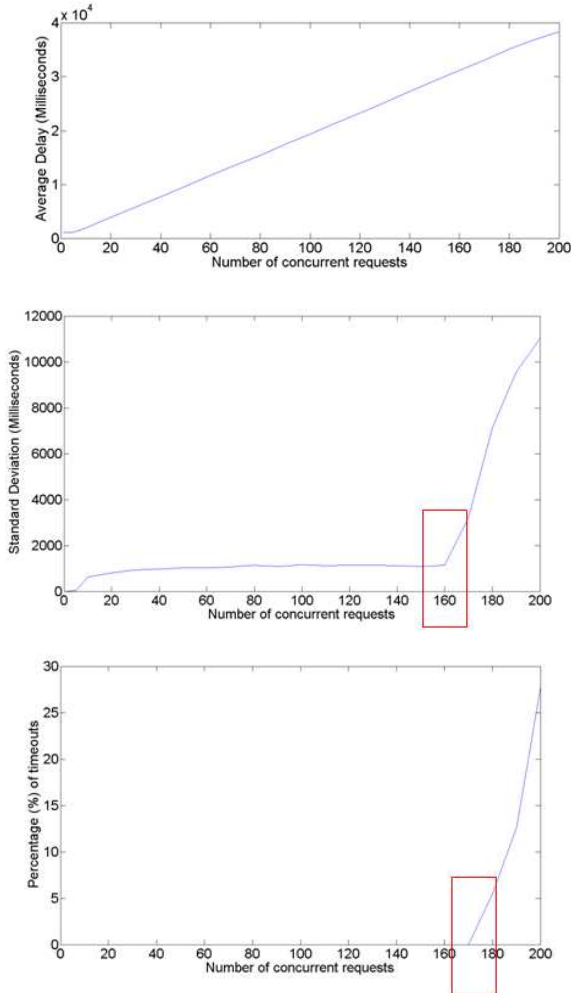 × 10⁴
4
3
2
1
0
Average Delay (Milliseconds)
0 20 40 60 80 100 120 140 160 180 200
Number of concurrent requests
12000
10000
8000
6000
4000
2000
0
Standard Deviation (Milliseconds)
0 20 40 60 80 100 120 140 160 180 200
Number of concurrent requests
30
25
20
15
10
5
0
Percentage (%) of timeouts
0 20 40 60 80 100 120 140 160 180 200
Number of concurrent requests